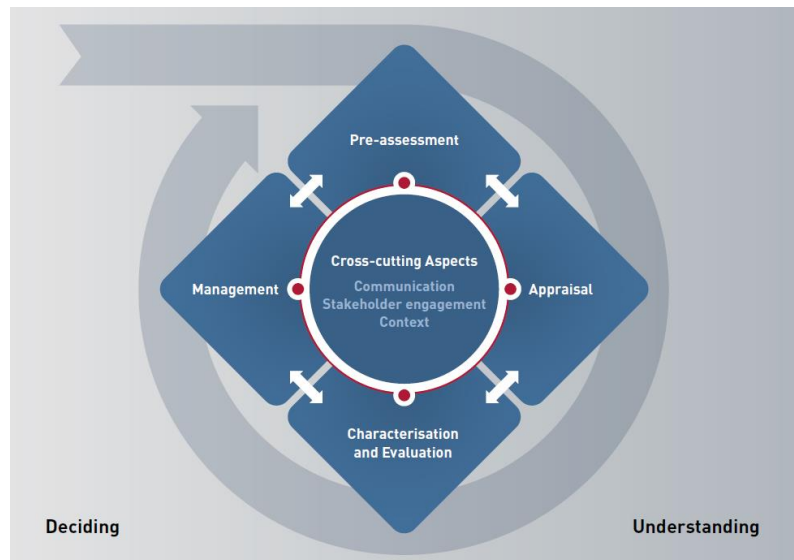 Pre-assessment
Cross-cutting Aspects
Communication
Stakeholder engagement
Context
Management
Appraisal
Characterisation
and Evaluation
Deciding
Understanding